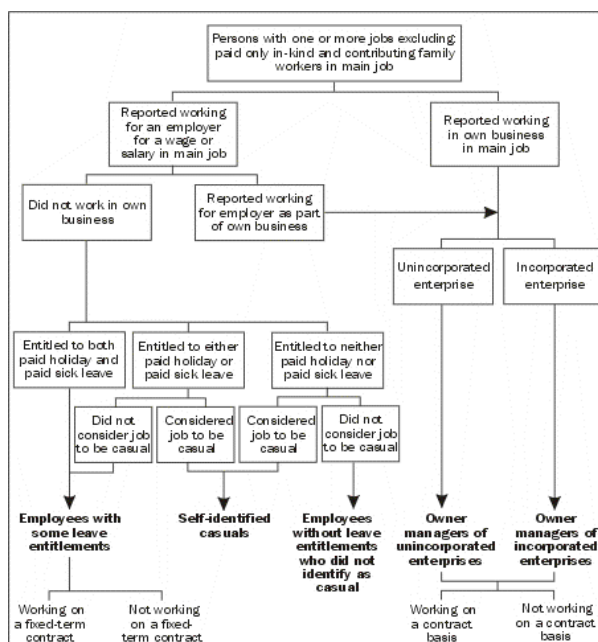 Persons with one or more jobs excluding:
paid only in-kind and contributing family
workers in main job
Reported working
for an employer
for a wage or
salary in main job
Reported working
in own business
in main job
Did not work in own
business
Reported working
for employer as part
of own business
Unincorporated
enterprise
Incorporated
enterprise
Entitled to both
paid holiday and
paid sick leave
Entitled to either
paid holiday or
paid sick leave
Entitled to neither
paid holiday nor
paid sick leave
Did not
consider job
to be casual
Considered
job to be
casual
Considered
job to be
casual
Did not
consider job
to be casual
Employees with
some leave
entitlements
Self-identified
casuals
Employees
without leave
entitlements
who did not
identify as
casual
Owner
managers of
unincorporated
enterprises
Owner
managers of
incorporated
enterprises
Working on
a fixed-term
contract
Not working
on a fixed-
term contract
Working on
a contract
basis
Not working
on a contract
basis